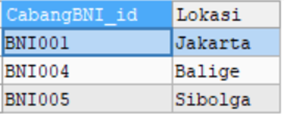 CabangBNI_id Lokasi
BNI001 Jakarta
BNI004 Balige
BNI005 Sibolga